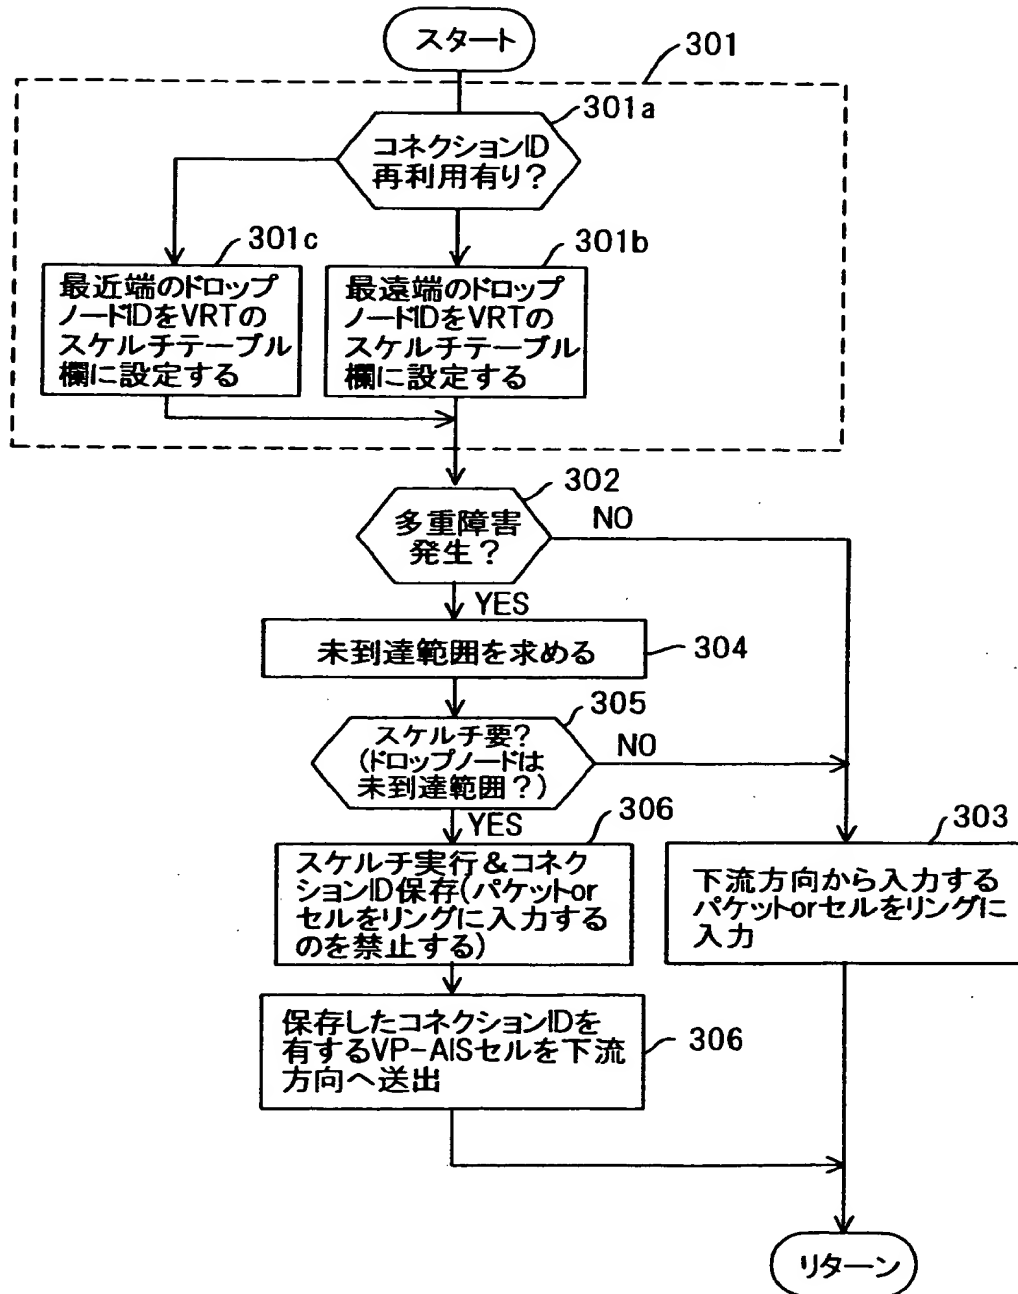 スタート
301
301a
コネクションID
再利用有り?
301c
最近端のドロップ
ノードIDをVRTの
スケルチテーブル
欄に設定する
301b
最遠端のドロップ
ノードIDをVRTの
スケルチテーブル
欄に設定する
302
多重障害
発生?
NO
YES
未到達範囲を求める
304
305
スケルチ要?
(ドロップノードは
未到達範囲?)
NO
YES
306
スケルチ実行&コネク
ションID保存(パケットor
セルをリングに入力する
のを禁止する)
303
下流方向から入力する
パケットorセルをリングに
入力
保存したコネクションIDを
有するVP-AISセルを下流
方向へ送出
306
リターン